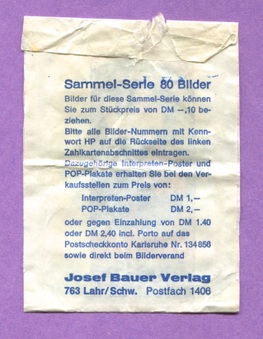 Sammel-Serie 80 Bilder
Bilder für diese Sammel-Serie können
Sie zum Stückpreis von DM –,10 be-
ziehen.
Bitte alle Bilder-Nummern mit Kenn-
wort HP auf die Rückseite des linken
Zahlkartenabschnittes eintragen.
Dazugehörige Interpreten-Poster und
POP-Plakate erhalten Sie bei den Ver-
kaufsstellen zum Preis von:
Interpreten-Poster DM 1,—
POP-Plakate DM 2,—
oder gegen Einzahlung von DM 1.40
oder DM 2,40 incl. Porto auf das
Postscheckkonto Karlsruhe Nr. 134 856
sowie direkt beim Bilderverand
Josef Bauer Verlag
763 Lahr/Schw. Postfach 1406